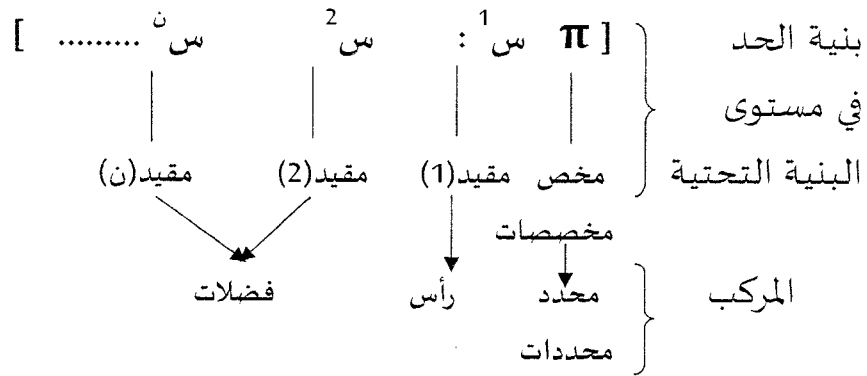 بنية الحد [ π س1 : س2 س ن ......... ]
في مستوى
البنية التحتية مخص مقيد(1) مقيد(2) مقيد(ن)
مخصصات
المركب محدد رأس فضلات
محددات